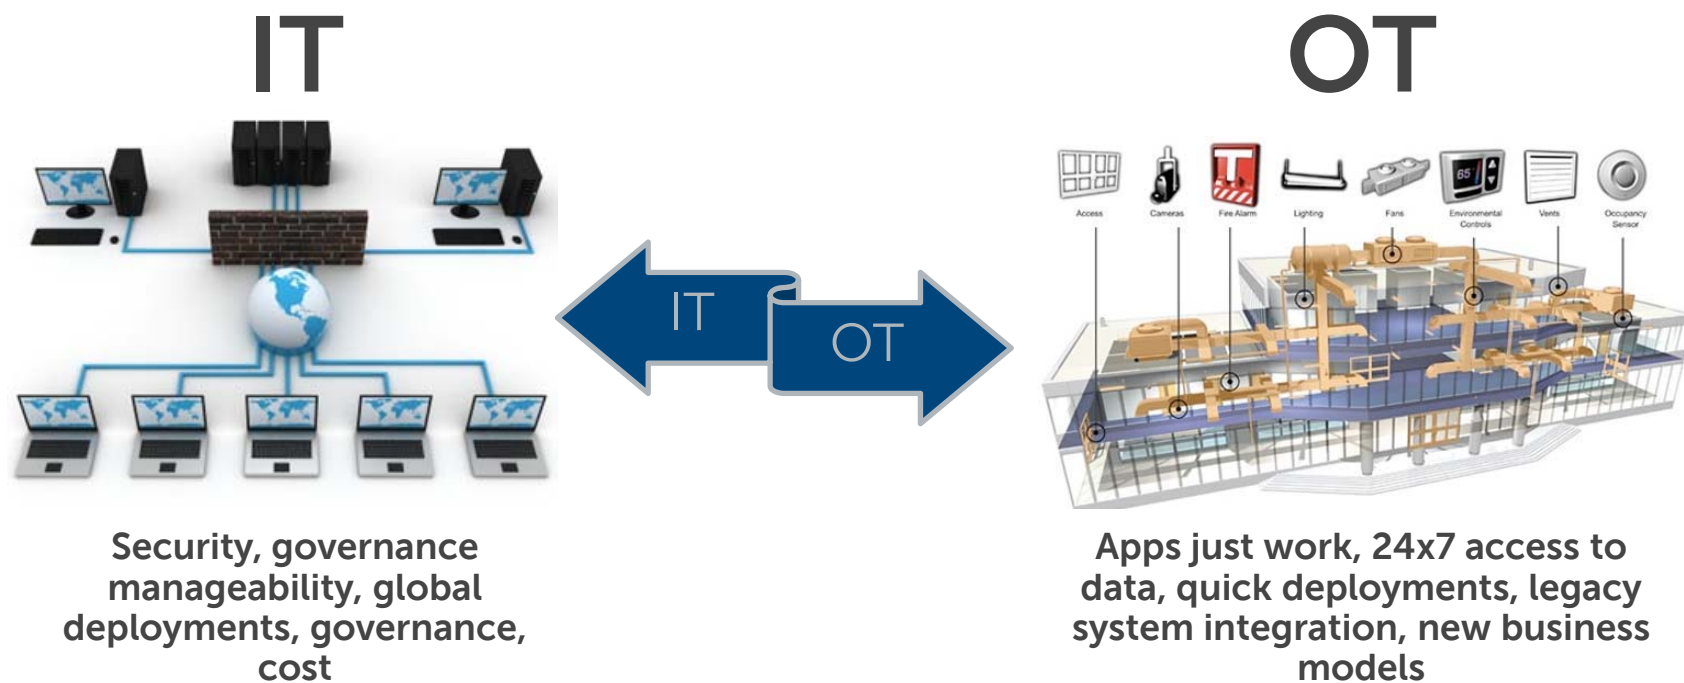 IT
OT
Access
Cameras
Fire Alarm
Lighting
Fans
Environmental
Controls
Vents
Occupancy
Sensor
65°
IT
OT
Security, governance
manageability, global
deployments, governance,
cost
Apps just work, 24x7 access to
data, quick deployments, legacy
system integration, new business
models